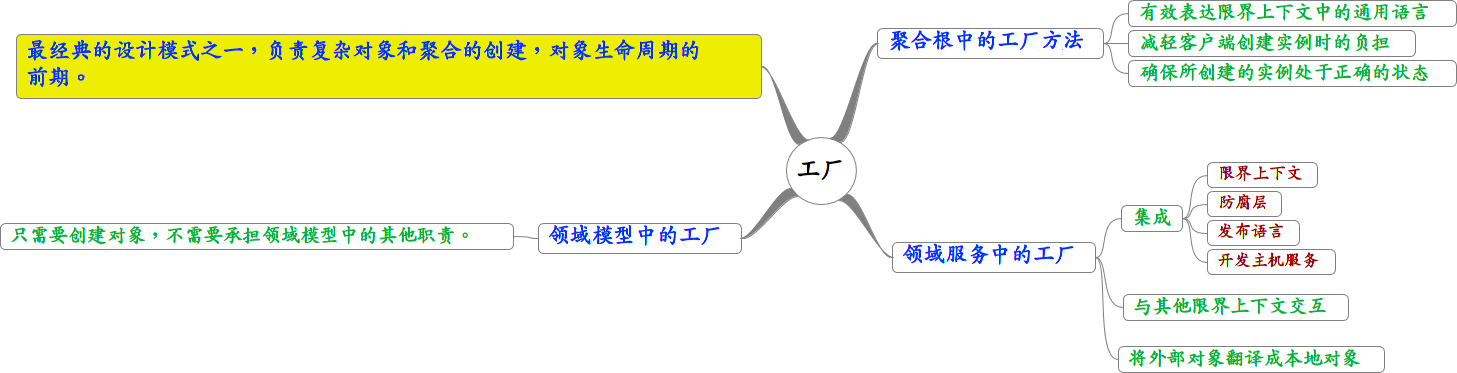 最经典的设计模式之一，负责复杂对象和聚合的创建，对象生命周期的
前期。
只需要创建对象，不需要承担领域模型中的其他职责。
领域模型中的工厂
工厂
聚合根中的工厂方法
有效表达限界上下文中的通用语言
减轻客户端创建实例时的负担
确保所创建的实例处于正确的状态
领域服务中的工厂
集成
限界上下文
防腐层
发布语言
开发主机服务
与其他限界上下文交互
将外部对象翻译成本地对象